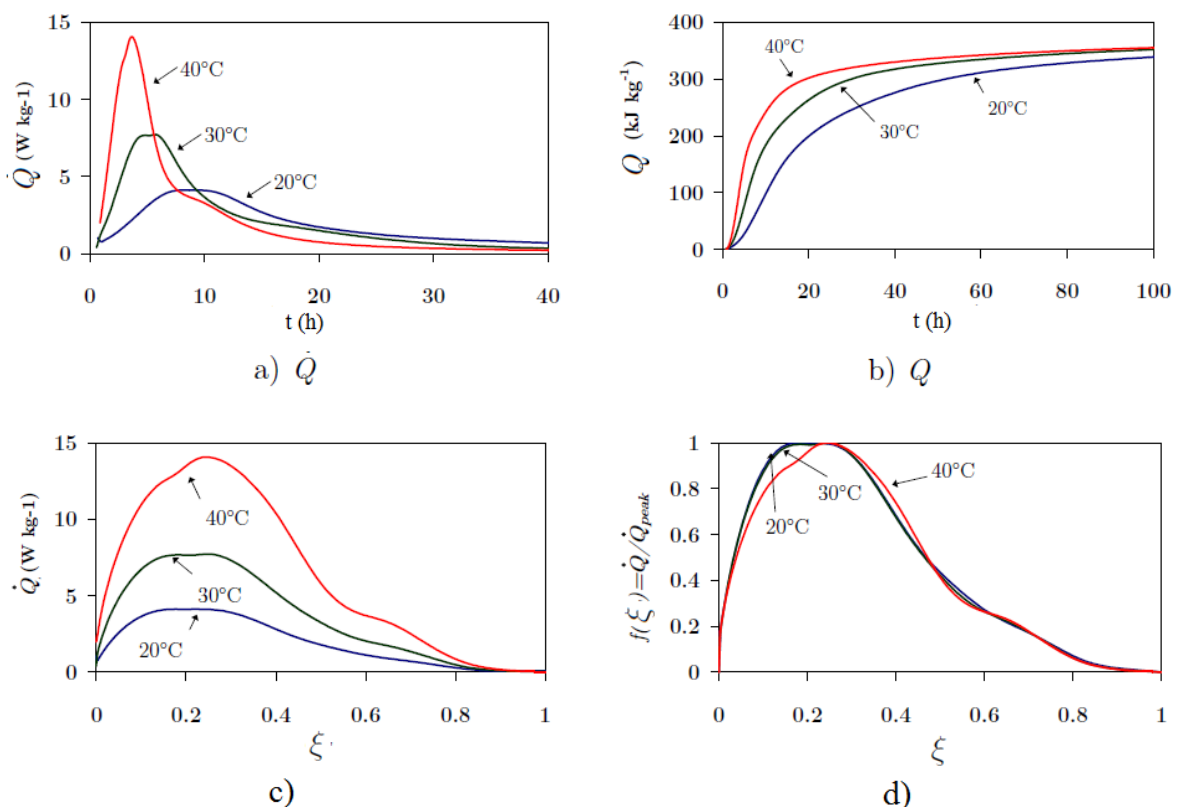 15
10
5
0
Q̇ (W kg-1)
40°C
30°C
20°C
0 10 20 30 40
t (h)
a) Q̇
400
300
200
100
0
Q (kJ kg⁻¹)
40°C
20°C
30°C
0 20 40 60 80 100
t (h)
b) Q
15
10
5
0
Q̇ (W kg-1)
40°C
30°C
20°C
0 0.2 0.4 0.6 0.8 1
ξ
c)
1
0.8
0.6
0.4
0.2
0
f(ξ)=Q̇/Q̇peak
40°C
30°C
20°C
0 0.2 0.4 0.6 0.8 1
ξ
d)